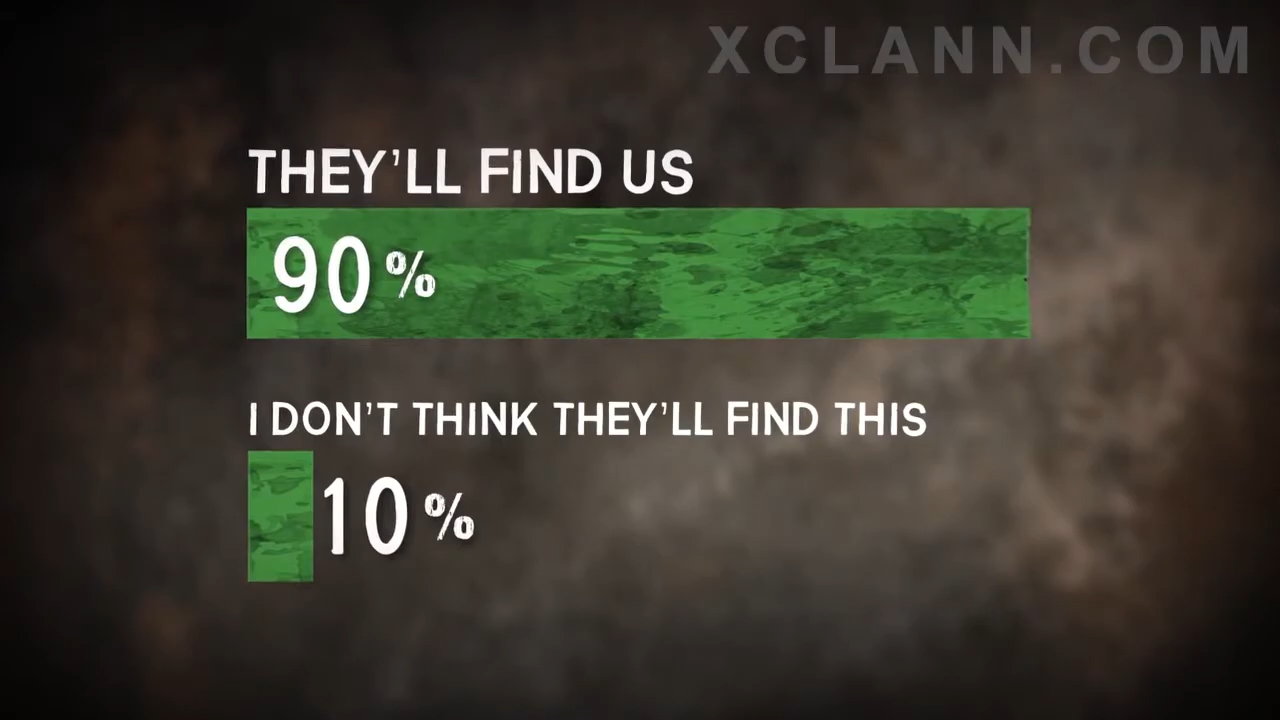 XCLANN.COM
THEY'LL FIND US
90%
I DON'T THINK THEY'LL FIND THIS
10%